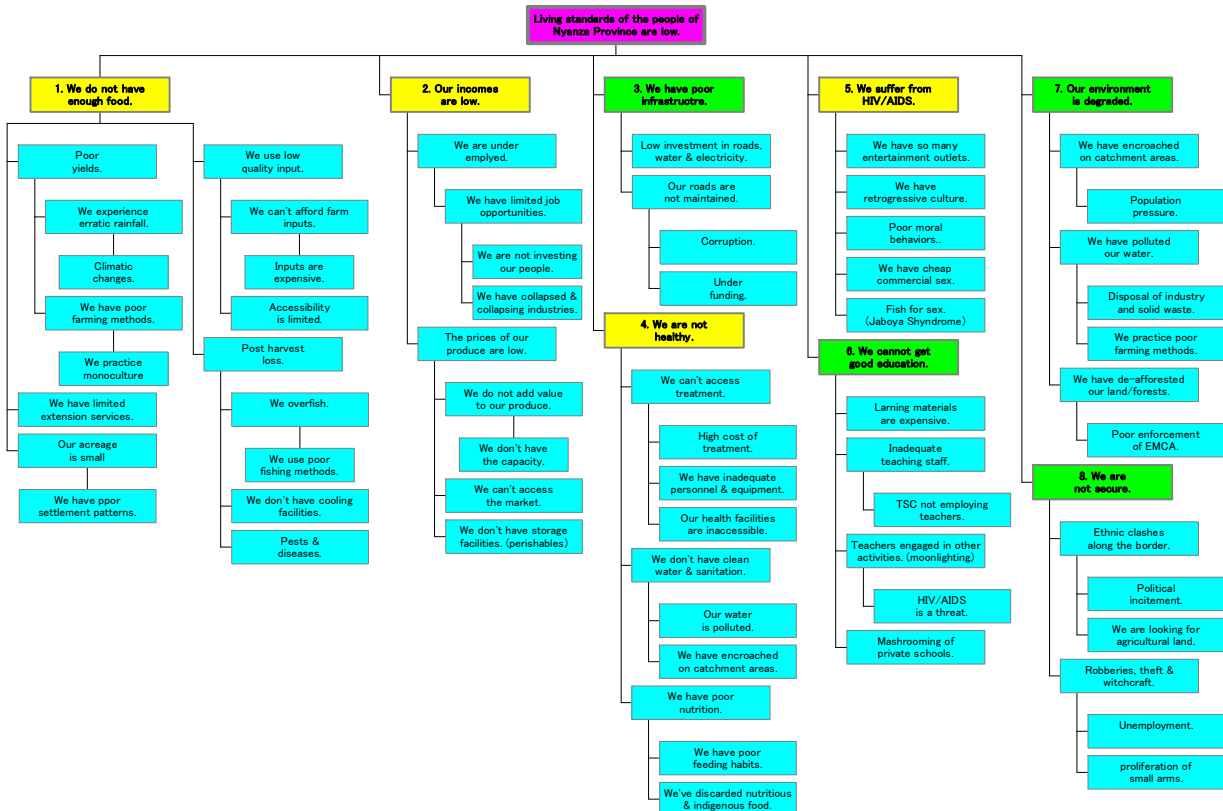 Living standards of the people of
Nyanza Province are low.
1. We do not have
enough food.
Poor
yields.
We experience
erratic rainfall.
Climatic
changes.
We have poor
farming methods.
We practice
monoculture
We have limited
extension services.
Our acreage
is small
We have ppor
settlement patterns.
We use low
quality input.
We can't afford farm
inputs.
Inputs are
expensive.
Accessibility
is limited.
Post harvest
loss.
We overfish.
We use poor
fishing methods.
We don't have cooling
facilities.
Pests &
diseases.
2. Our incomes
are low.
We are under
emplyed.
We have limited job
opportunities.
We are not investing
our people.
We have collapsed &
collapsing industries.
The prices of our
produce are low.
We do not add value
to our produce.
We don't have
the capacity.
We can't access
the market.
We don't have storage
facilities. (perishables)
3. We have poor
infrastructre.
Low investment in roads,
water & electricity.
Our roads are
not maintained.
Corruption.
Under
funding.
4. We are not
healthy.
We can't access
treatment.
High cost of
treatment.
We have inadequate
personnel & equipment.
Our health facilities
are inaccessible.
We don't have clean
water & sanitation.
Our water
is polluted.
We have encroached
on catchment areas.
We have poor
nutrition.
We have poor
feeding habits.
We've discarded nutritious
& indigenous food.
5. We suffer from
HIV/AIDS.
We have so many
entertainment outlets.
We have
retrogressive culture.
Poor moral
behaviors..
We have cheap
commercial sex.
Fish for sex.
(Jaboya Shyndrome)
6. We cannot get
good education.
Larning materials
are expensive.
Inadequate
teaching staff.
TSC not employing
teachers.
Teachers engaged in other
activities. (moonlighting)
HIV/AIDS
is a threat.
Mashrooming of
private schools.
7. Our environment
is degraded.
We have encroached
on catchment areas.
Population
pressure.
We have polluted
our water.
Disposal of industry
and solid waste.
We practice poor
farming methods.
We have de-afforested
our land/forests.
Poor enforcement
of EMCA.
8. We are
not secure.
Ethnic clashes
along the border.
Political
incitement.
We are looking for
agricultural land.
Robberies, theft &
witchcraft.
Unemployment.
proliferation of
small arms.